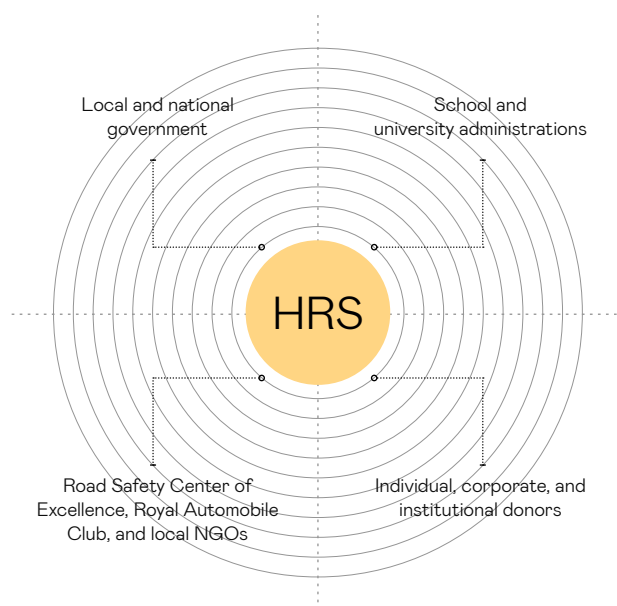 Local and national
government
School and
university administrations
HRS
Road Safety Center of
Excellence, Royal Automobile
Club, and local NGOs
Individual, corporate, and
institutional donors